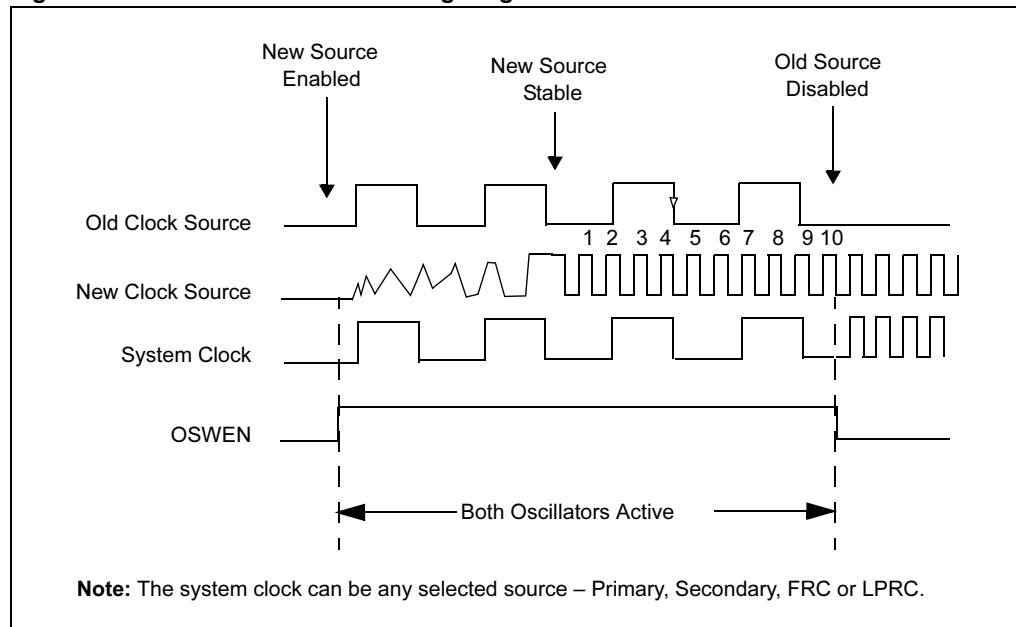 New Source
Enabled
New Source
Stable
Old Source
Disabled
Old Clock Source
1 2 3 4 5 6 7 8 9 10
New Clock Source
System Clock
OSWEN
Both Oscillators Active
Note: The system clock can be any selected source – Primary, Secondary, FRC or LPRC.